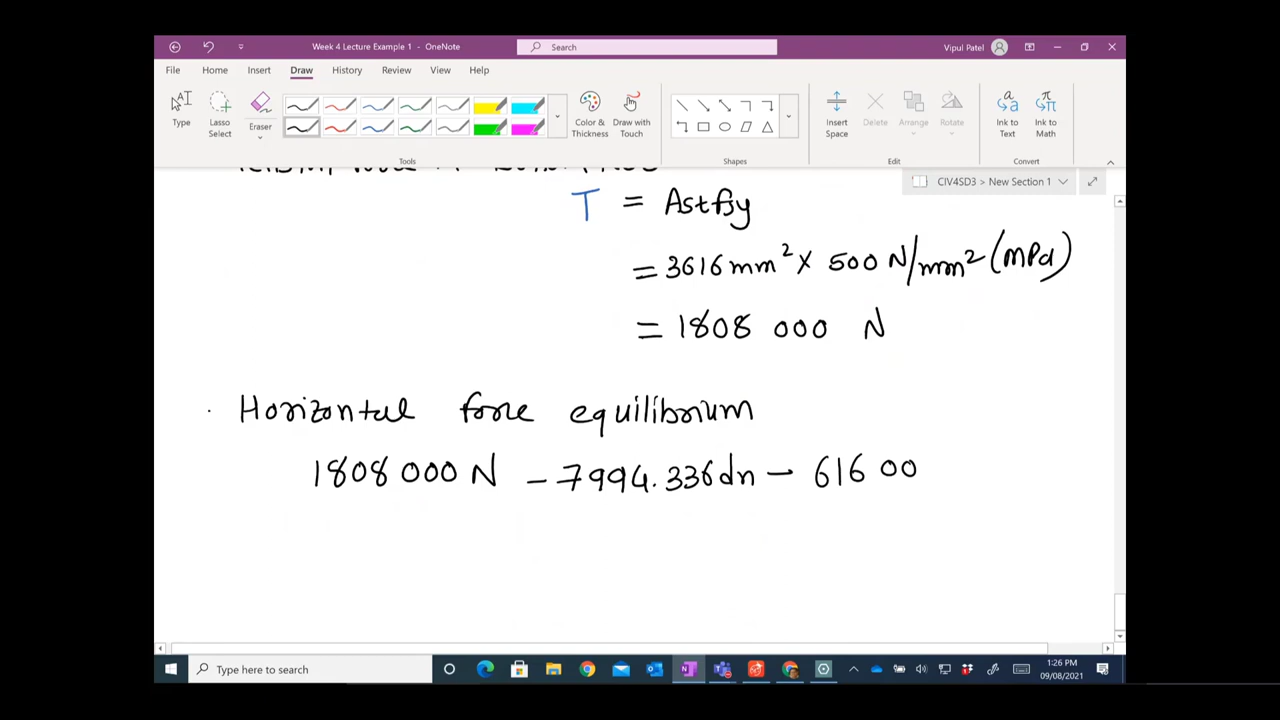 Week 4 Lecture Example 1 - OneNote
Search
Vipul Patel
File Home Insert Draw History Review View Help
Type
Lasso Select
Eraser
Color & Thickness
Draw with Touch
Insert Space
Delete
Arrange
Rotate
Ink to Text
Ink to Math
Tools
Shapes
Edit
Convert
CIV4SD3 > New Section 1
T = Astfsy
= 3616mm² × 500 N/mm² (MPa)
= 1808 000 N
Horizontal force equilibrium
1808 000 N - 7994.336dn - 616 00
Type here to search
1:26 PM
09/08/2021